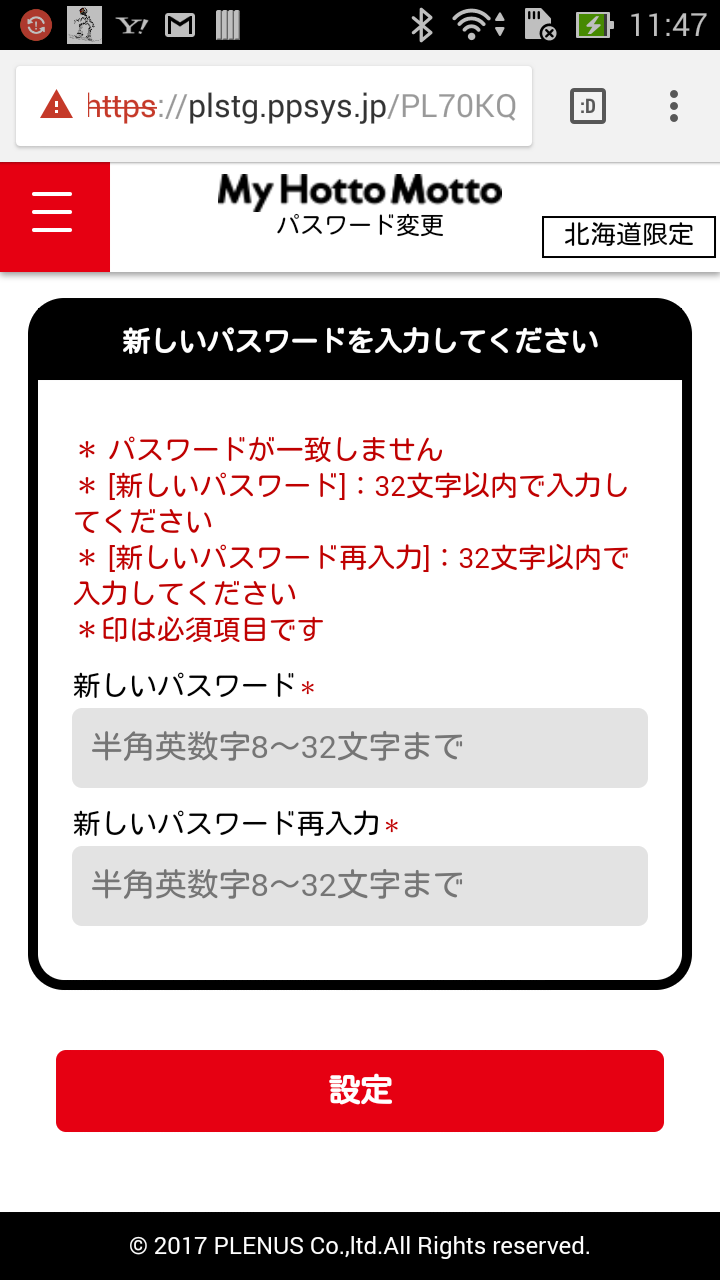 Y!
11:47
https://plstg.ppsys.jp/PL70KQ
:D
My Hotto Motto
パスワード変更
北海道限定
新しいパスワードを入力してください
＊ パスワードが一致しません
＊ [新しいパスワード]：32文字以内で入力し
てください
＊ [新しいパスワード再入力]：32文字以内で
入力してください
＊印は必須項目です
新しいパスワード＊
半角英数字8～32文字まで
新しいパスワード再入力＊
半角英数字8～32文字まで
設定
© 2017 PLENUS Co.,ltd.All Rights reserved.